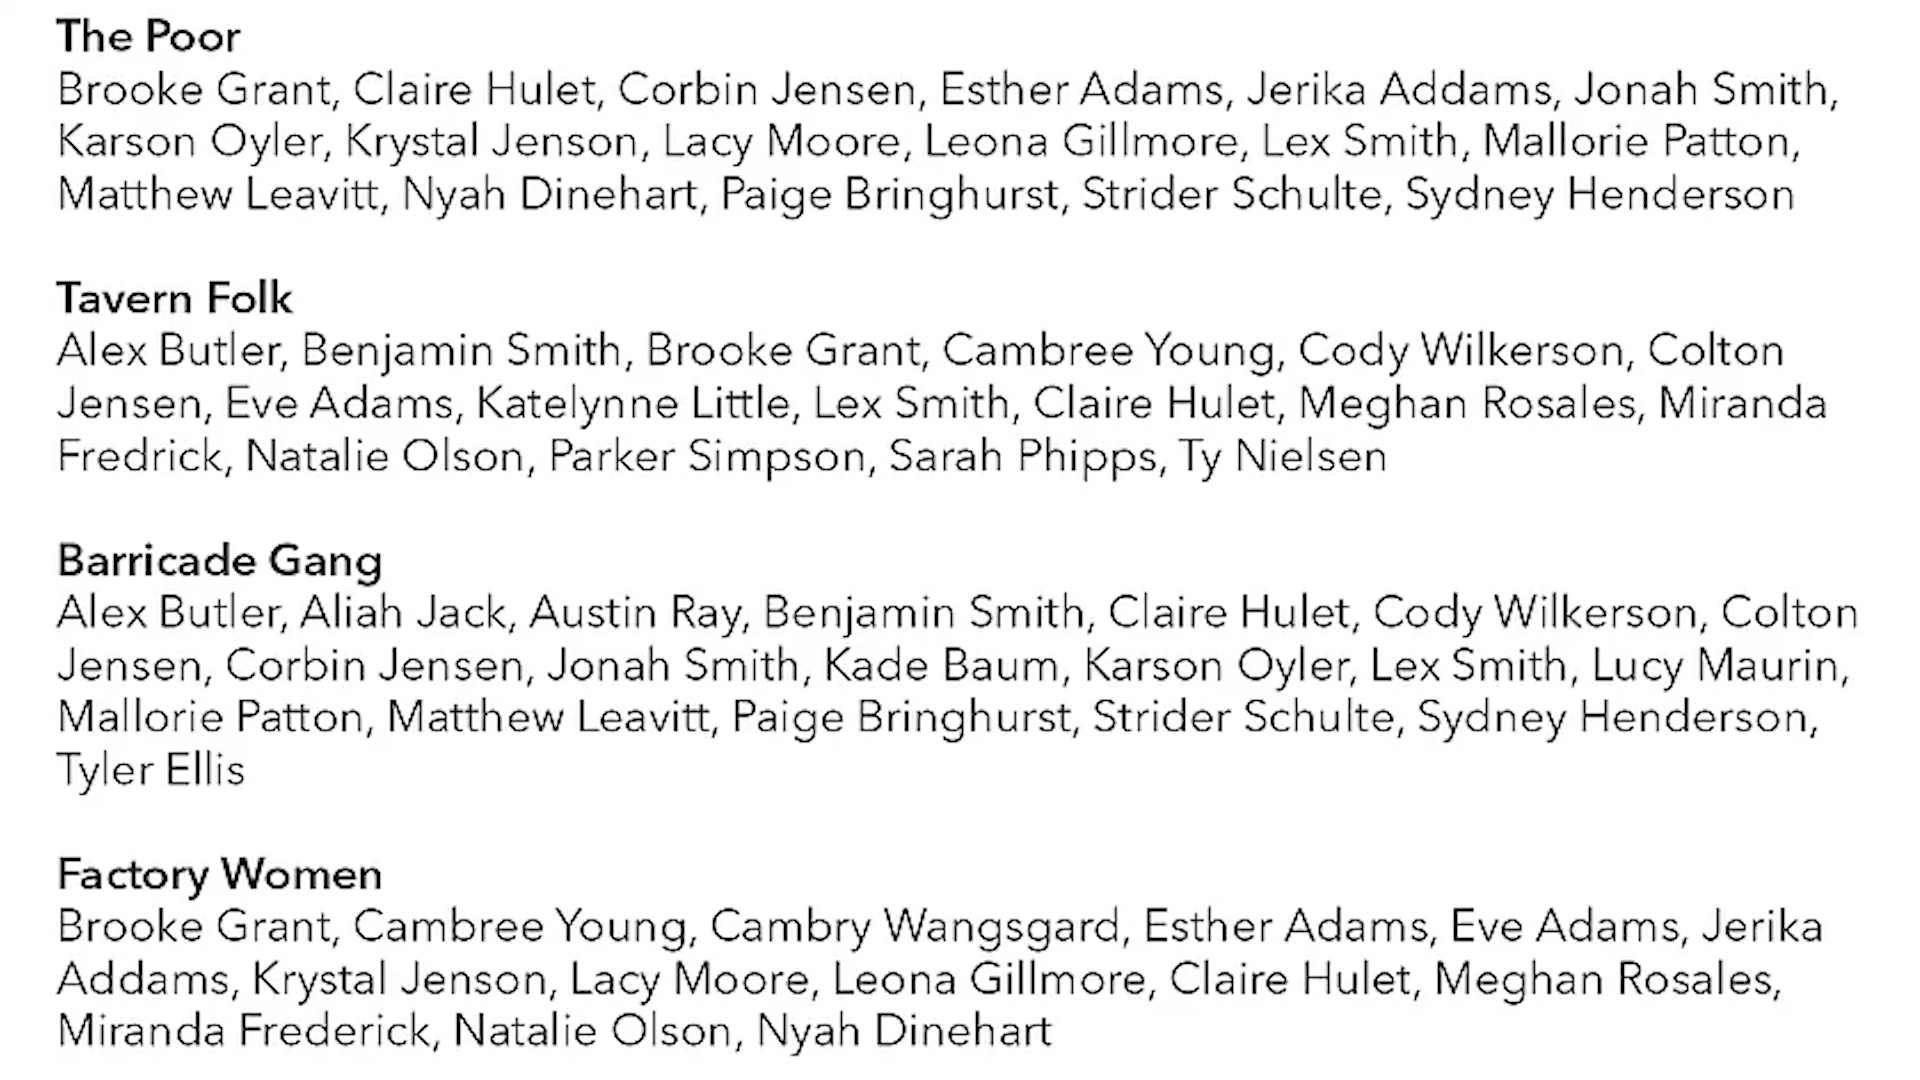 The Poor
Brooke Grant, Claire Hulet, Corbin Jensen, Esther Adams, Jerika Addams, Jonah Smith,
Karson Oyler, Krystal Jenson, Lacy Moore, Leona Gillmore, Lex Smith, Mallorie Patton,
Matthew Leavitt, Nyah Dinehart, Paige Bringhurst, Strider Schulte, Sydney Henderson
Tavern Folk
Alex Butler, Benjamin Smith, Brooke Grant, Cambree Young, Cody Wilkerson, Colton
Jensen, Eve Adams, Katelynne Little, Lex Smith, Claire Hulet, Meghan Rosales, Miranda
Fredrick, Natalie Olson, Parker Simpson, Sarah Phipps, Ty Nielsen
Barricade Gang
Alex Butler, Aliah Jack, Austin Ray, Benjamin Smith, Claire Hulet, Cody Wilkerson, Colton
Jensen, Corbin Jensen, Jonah Smith, Kade Baum, Karson Oyler, Lex Smith, Lucy Maurin,
Mallorie Patton, Matthew Leavitt, Paige Bringhurst, Strider Schulte, Sydney Henderson,
Tyler Ellis
Factory Women
Brooke Grant, Cambree Young, Cambry Wangsgard, Esther Adams, Eve Adams, Jerika
Addams, Krystal Jenson, Lacy Moore, Leona Gillmore, Claire Hulet, Meghan Rosales,
Miranda Frederick, Natalie Olson, Nyah Dinehart